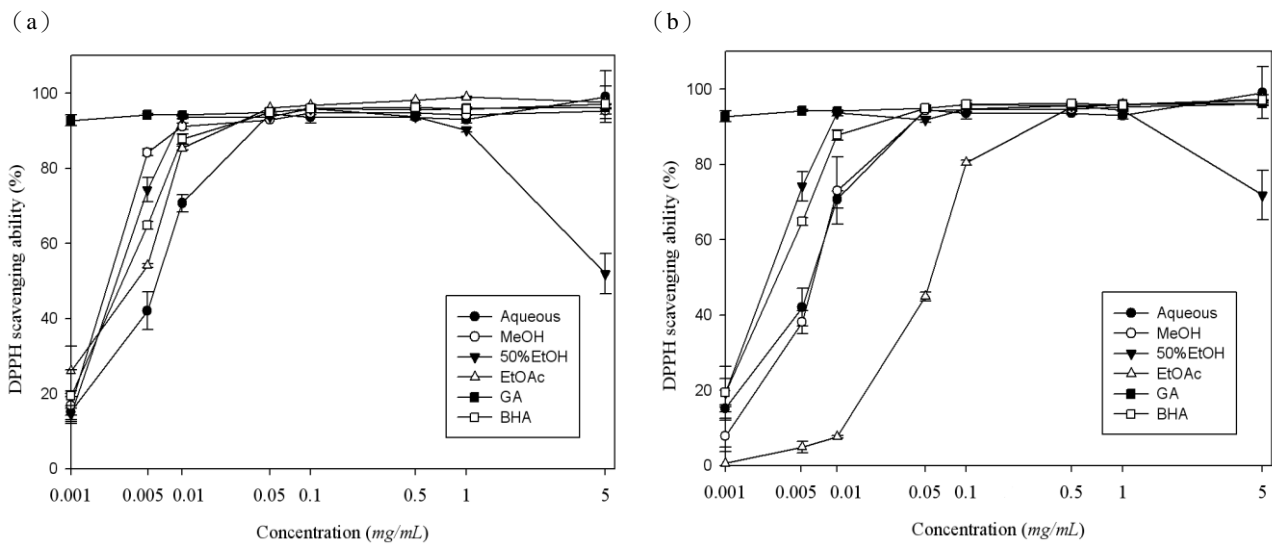 （a）
（b）
DPPH scavenging ability (%)
100
80
60
40
20
0
Aqueous
MeOH
50%EtOH
EtOAc
GA
BHA
0.001
0.005
0.01
0.05
0.1
0.5
1
5
Concentration (mg/mL)
DPPH scavenging ability (%)
100
80
60
40
20
0
Aqueous
MeOH
50%EtOH
EtOAc
GA
BHA
0.001
0.005
0.01
0.05
0.1
0.5
1
5
Concentration (mg/mL)